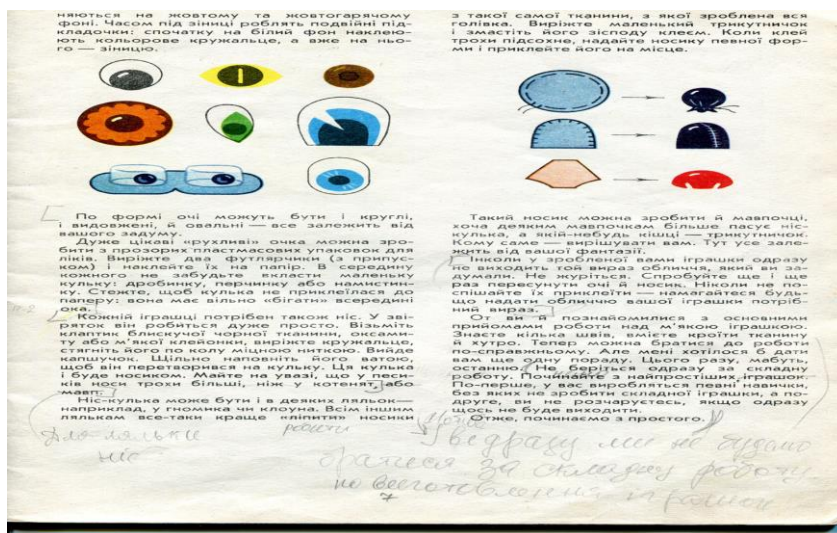 няються на жовтому та жовтогарячому
фоні. Часом під зіниці роблять подвійні під-
кладочки: спочатку на білий фон наклею-
ють кольорове кружальце, а вже на ньо-
го — зіницю.
По формі очі можуть бути і круглі,
і видовжені, й овальні — все залежить від
вашого задуму.
Дуже цікаві «рухливі» очка можна зро-
бити з прозорих пластмасових упаковок для
ліків. Виріжте два футлярчики (з припус-
ком) і наклейте їх на папір. В середину
кожного не забудьте вкласти маленьку
кульку: дробинку, перчинку або намистин-
ку. Стежте, щоб кулька не приклеїлася до
паперу: вона має вільно «бігати» всередині
ока.
Кожній іграшці потрібен також ніс. У зві-
ряток він робиться дуже просто. Візьміть
клаптик блискучої чорної тканини, оксами-
ту або м'якої клейонки, виріжте кружальце,
стягніть його по колу міцною ниткою. Вийде
капшучок. Щільно наповніть його ватою,
щоб він перетворився на кульку. Ця кулька
і буде носиком. Майте на увазі, що у песи-
ків носи трохи більші, ніж у котенят, або
мавп.
Ніс-кулька може бути і в деяких ляльок —
наприклад, у гномика чи клоуна. Всім іншим
лялькам все-таки краще «ліпити» носики
з такої самої тканини, з якої зроблена вся
голівка. Виріжте маленький трикутничок
і змастіть його зісподу клеєм. Коли клей
трохи підсохне, надайте носику певної фор-
ми і приклейте його на місце.
Такий носик можна зробити й мавпочці,
хоча деяким мавпочкам більше пасує ніс-
кулька, а якій-небудь кішці — трикутничок.
Кому саме — вирішувати вам. Тут усе зале-
жить від вашої фантазії.
Інколи у зробленої вами іграшки одразу
не виходить той вираз обличчя, який ви за-
думали. Не журіться. Спробуйте ще і ще
раз пересунути очі й носик. Ніколи не по-
спішайте їх приклеїти — намагайтеся будь-
що надати обличчю вашої іграшки потріб-
ний вираз.
От ви й познайомилися з основними
прийомами роботи над м'якою іграшкою.
Знаєте кілька швів, вмієте кроїти тканину
й хутро. Тепер можна братися до роботи
по-справжньому. Але мені хотілося б дати
вам ще одну пораду. Цього разу, мабуть,
останню. Не беріться одразу за складну
роботу. Починайте з найпростіших іграшок.
По-перше, у вас виробляться певні навички,
без яких не зробити складної іграшки, а по-
друге, ви не розчаруєтесь, якщо одразу
щось не буде виходити.
Отже, починаємо з простого.
Для ляльки
ніс
робити
відразу ми не будемо
братися за складну роботу
7